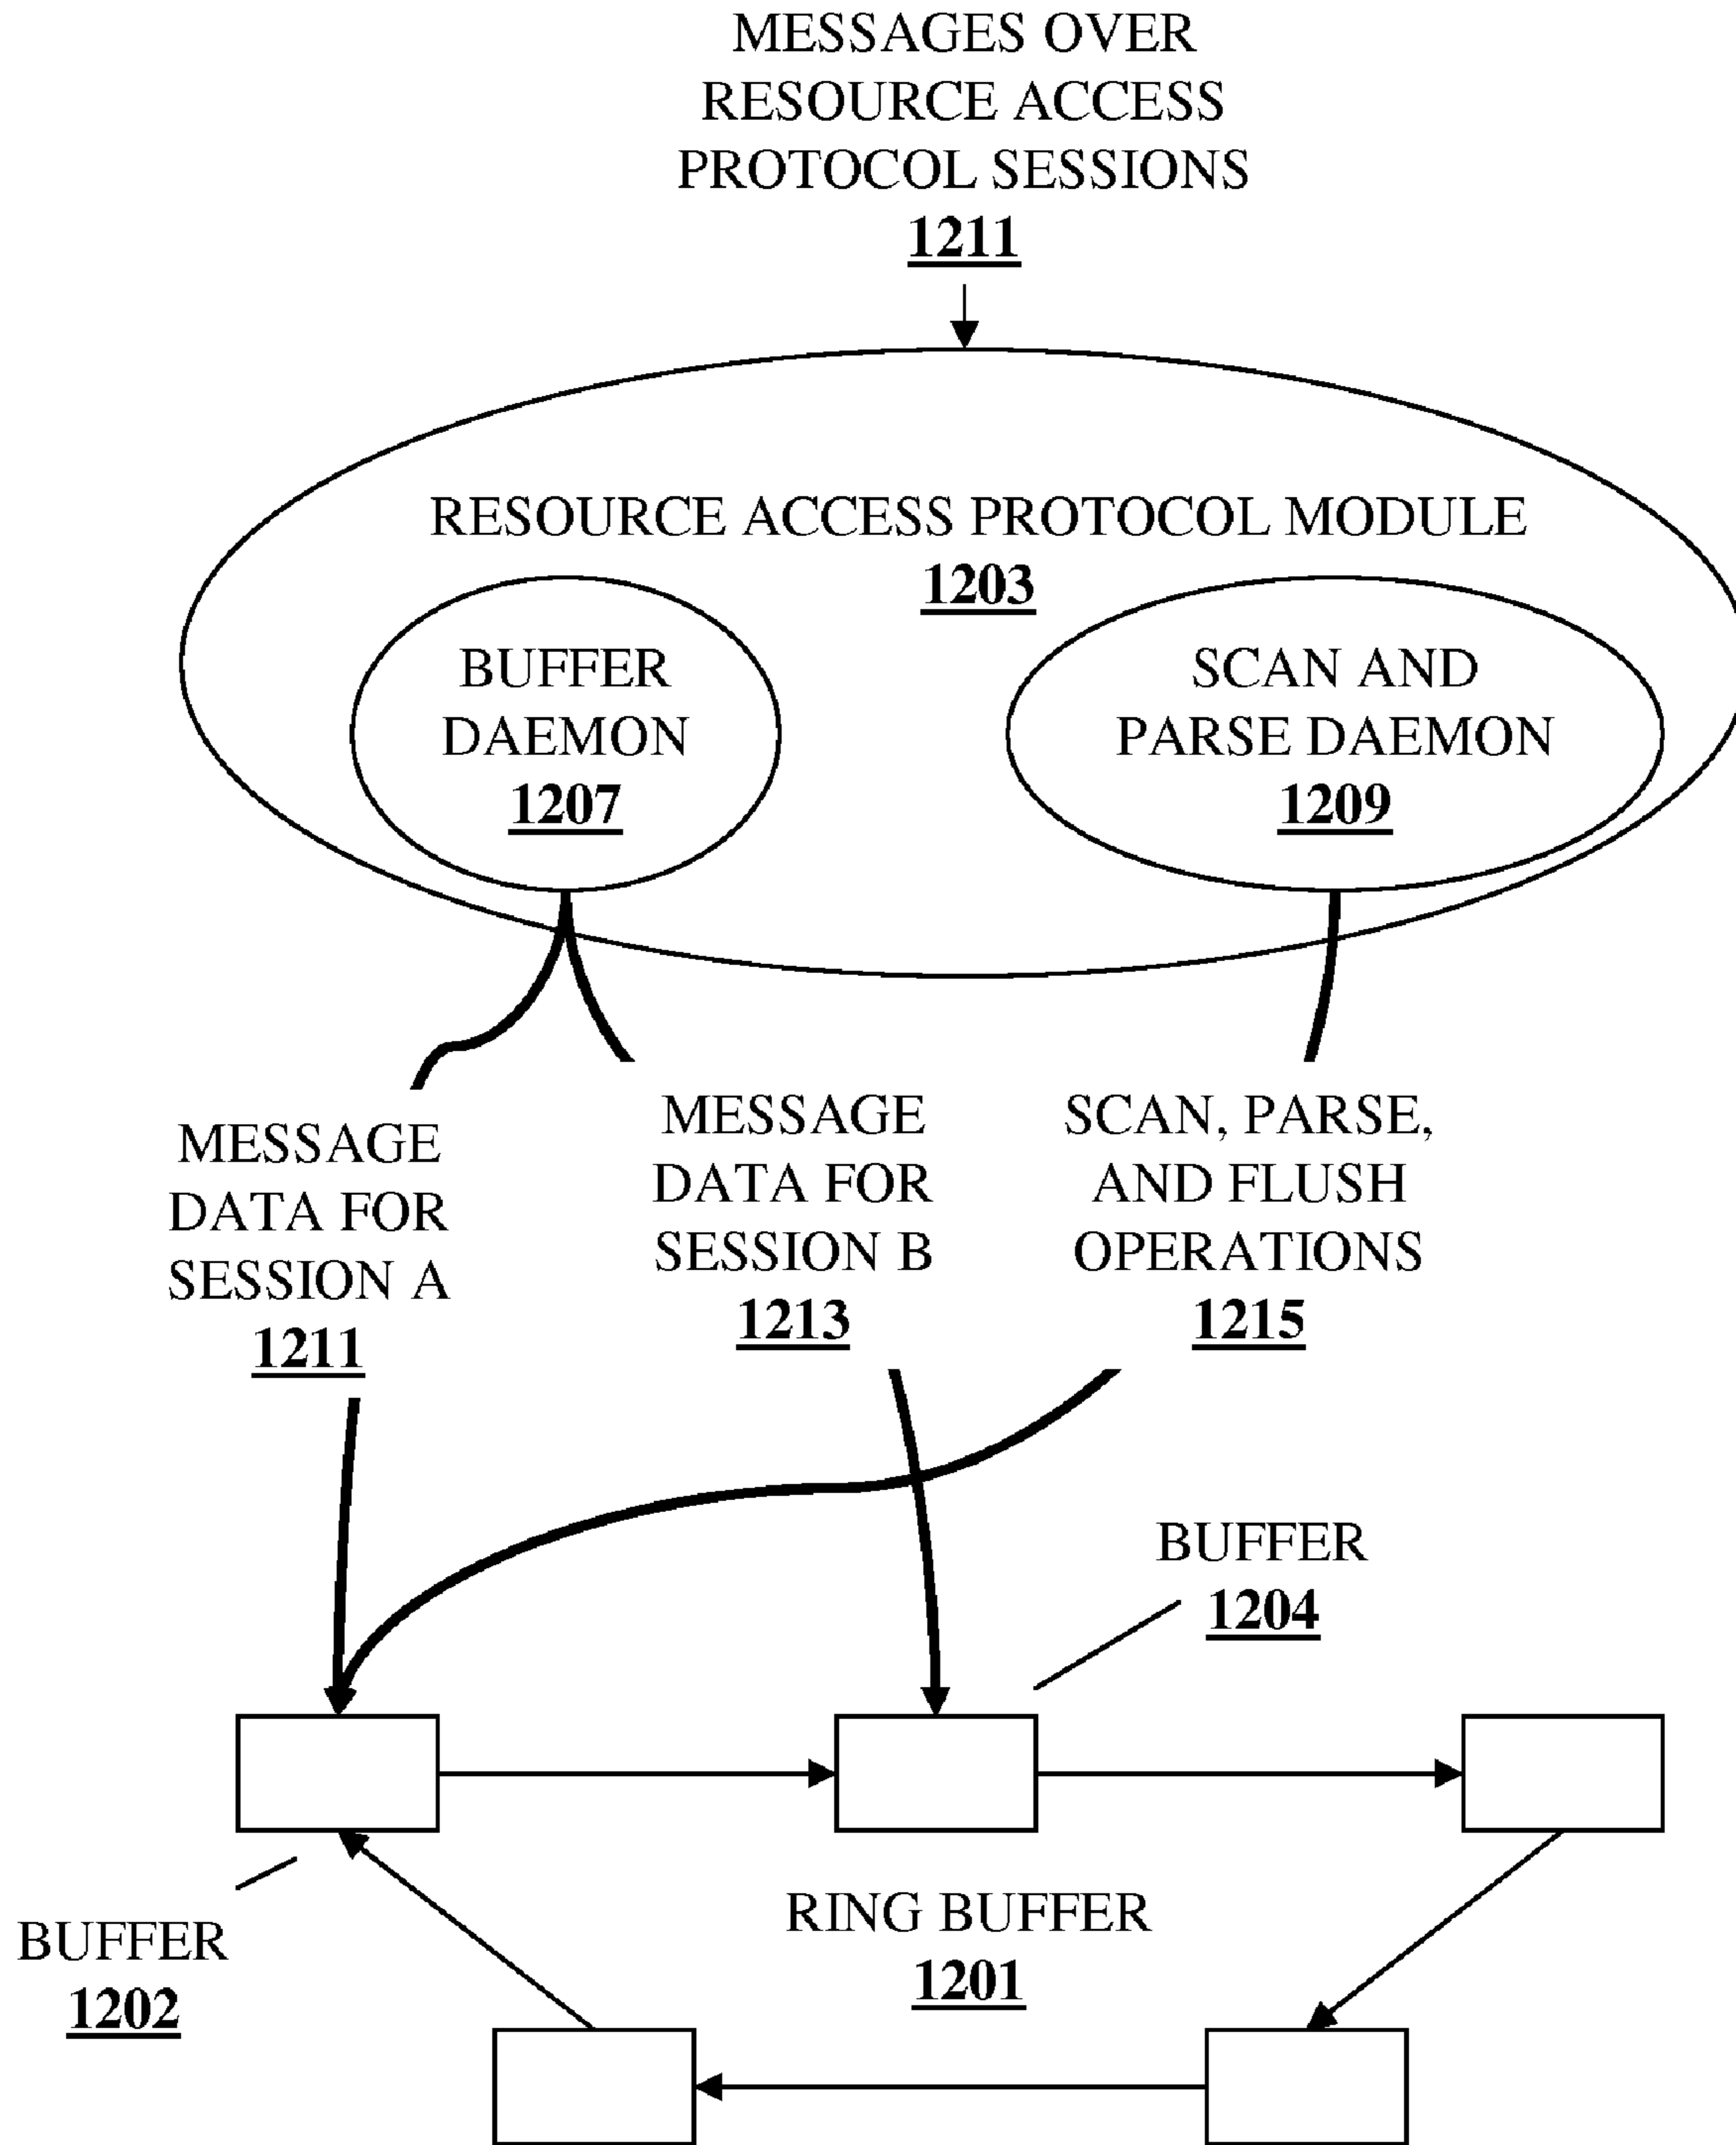 MESSAGES OVER
RESOURCE ACCESS
PROTOCOL SESSIONS
1211
RESOURCE ACCESS PROTOCOL MODULE
1203
BUFFER
DAEMON
1207
SCAN AND
PARSE DAEMON
1209
MESSAGE
DATA FOR
SESSION A
1211
MESSAGE
DATA FOR
SESSION B
1213
SCAN, PARSE,
AND FLUSH
OPERATIONS
1215
BUFFER
1204
RING BUFFER
1201
BUFFER
1202